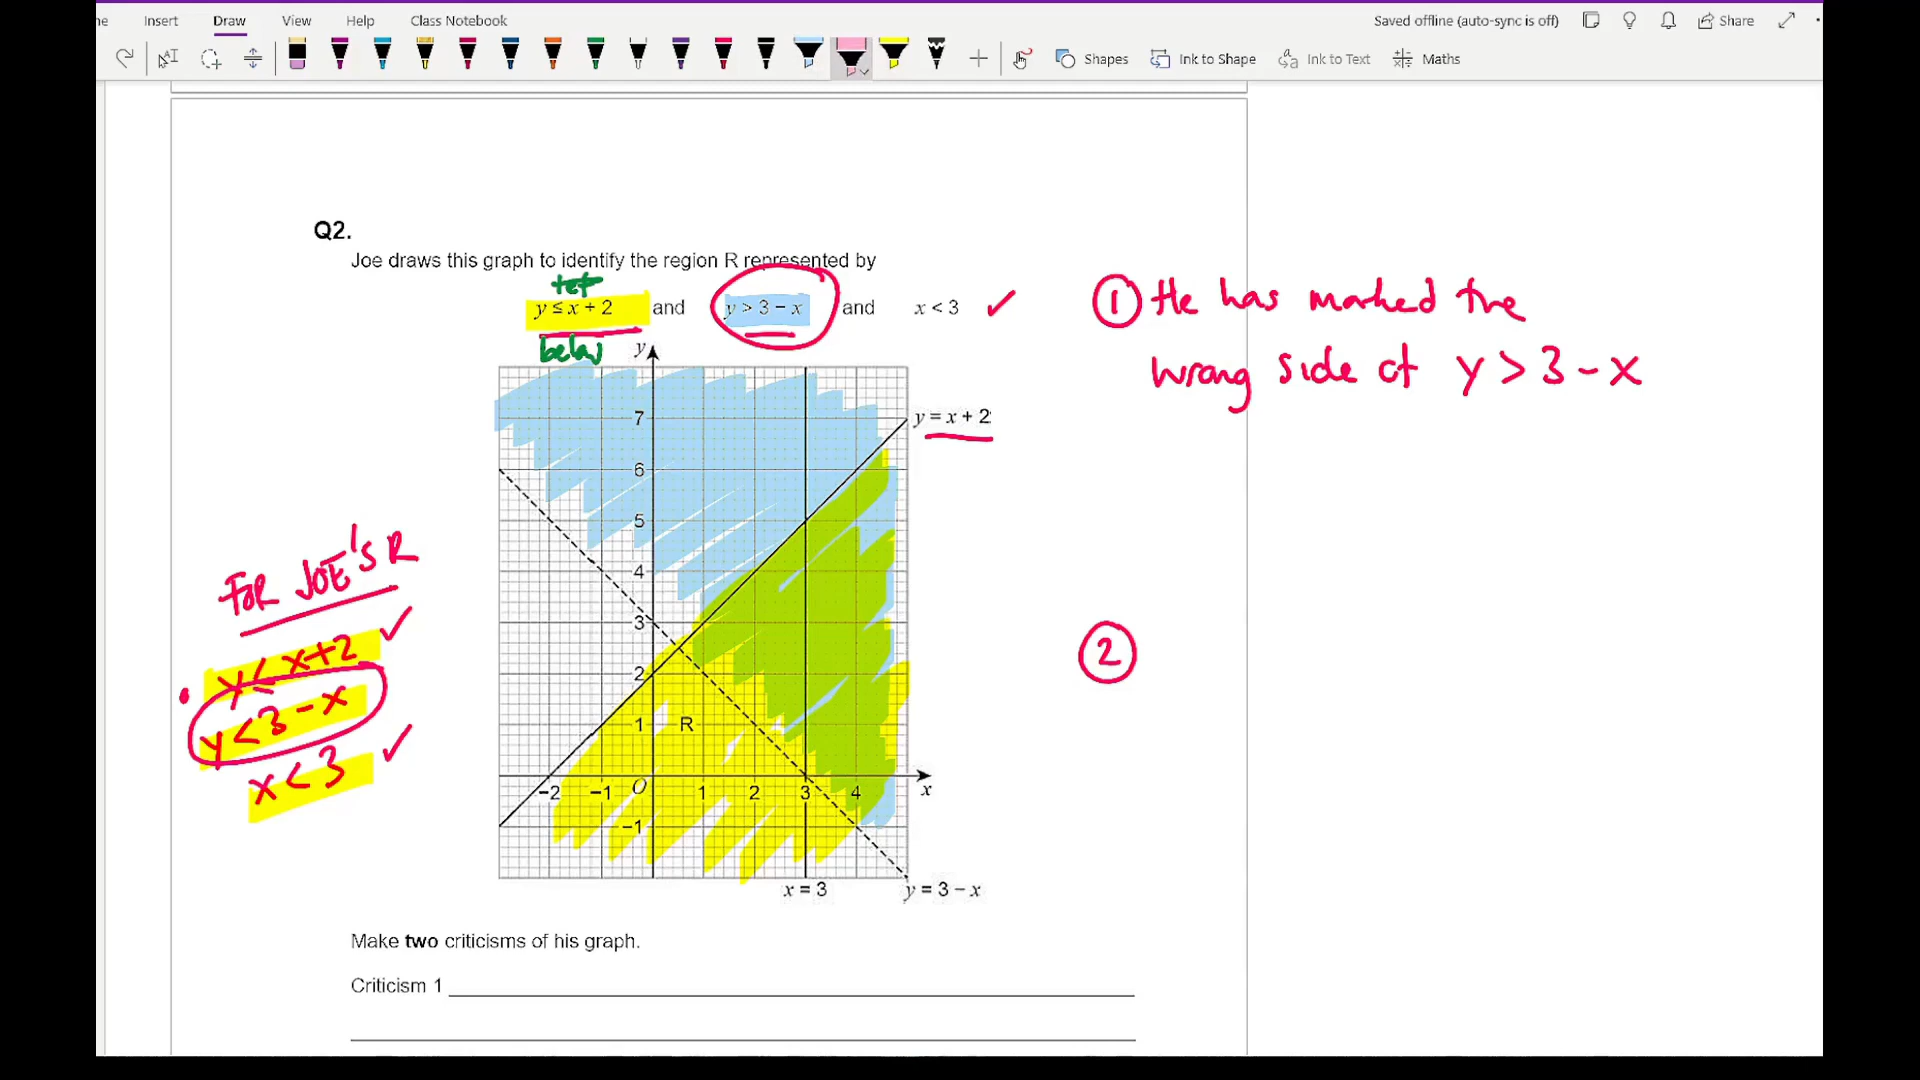 ne Insert Draw View Help Class Notebook Saved offline (auto-sync is off) Share
Shapes Ink to Shape Ink to Text Maths
Q2.
Joe draws this graph to identify the region R represented by
y ≤ x + 2 and y > 3 − x and x < 3 ✓
below
y
7
6
5
4
3
2
1
−1
−2 −1 O 1 2 3 4 x
R
y = x + 2
x = 3 y = 3 − x
FOR JOE'S R
y < x+2 ✓
y < 3 - x
x < 3 ✓
① He has marked the
wrong side of y > 3 - x
②
Make two criticisms of his graph.
Criticism 1